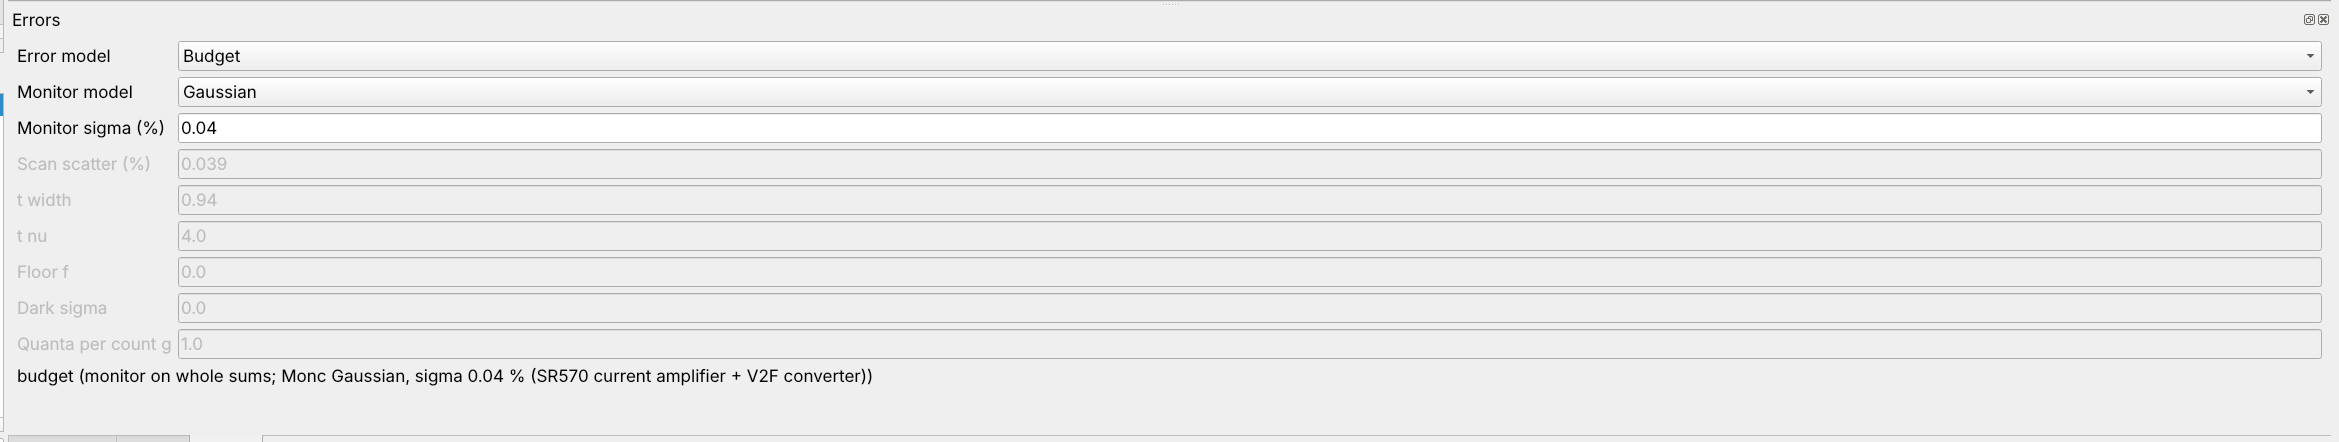 Errors
Error model Budget
Monitor model Gaussian
Monitor sigma (%) 0.04
Scan scatter (%) 0.039
t width 0.94
t nu 4.0
Floor f 0.0
Dark sigma 0.0
Quanta per count g 1.0
budget (monitor on whole sums; Monc Gaussian, sigma 0.04 % (SR570 current amplifier + V2F converter))